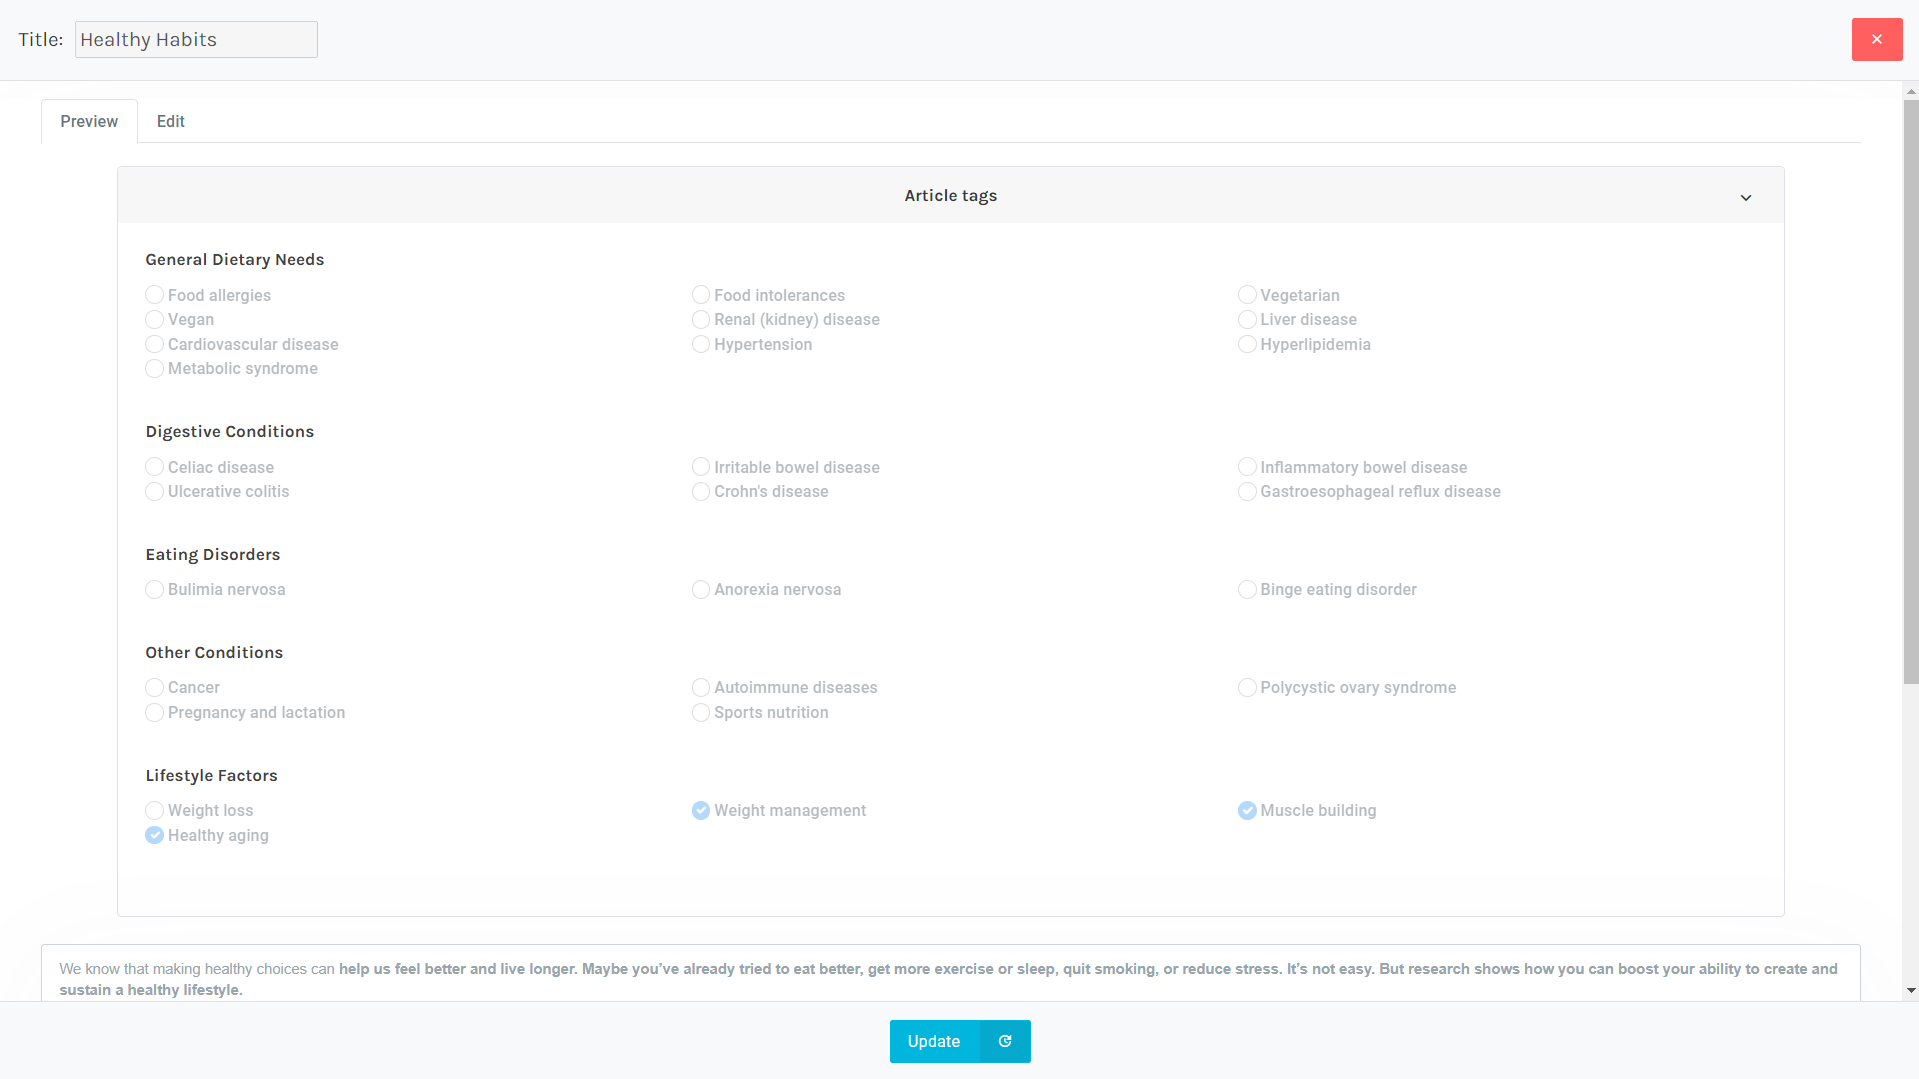 Title: Healthy Habits
Preview Edit
Article tags
General Dietary Needs
Food allergies Food intolerances Vegetarian
Vegan Renal (kidney) disease Liver disease
Cardiovascular disease Hypertension Hyperlipidemia
Metabolic syndrome
Digestive Conditions
Celiac disease Irritable bowel disease Inflammatory bowel disease
Ulcerative colitis Crohn's disease Gastroesophageal reflux disease
Eating Disorders
Bulimia nervosa Anorexia nervosa Binge eating disorder
Other Conditions
Cancer Autoimmune diseases Polycystic ovary syndrome
Pregnancy and lactation Sports nutrition
Lifestyle Factors
Weight loss Weight management Muscle building
Healthy aging
We know that making healthy choices can help us feel better and live longer. Maybe you’ve already tried to eat better, get more exercise or sleep, quit smoking, or reduce stress. It’s not easy. But research shows how you can boost your ability to create and
sustain a healthy lifestyle.
Update